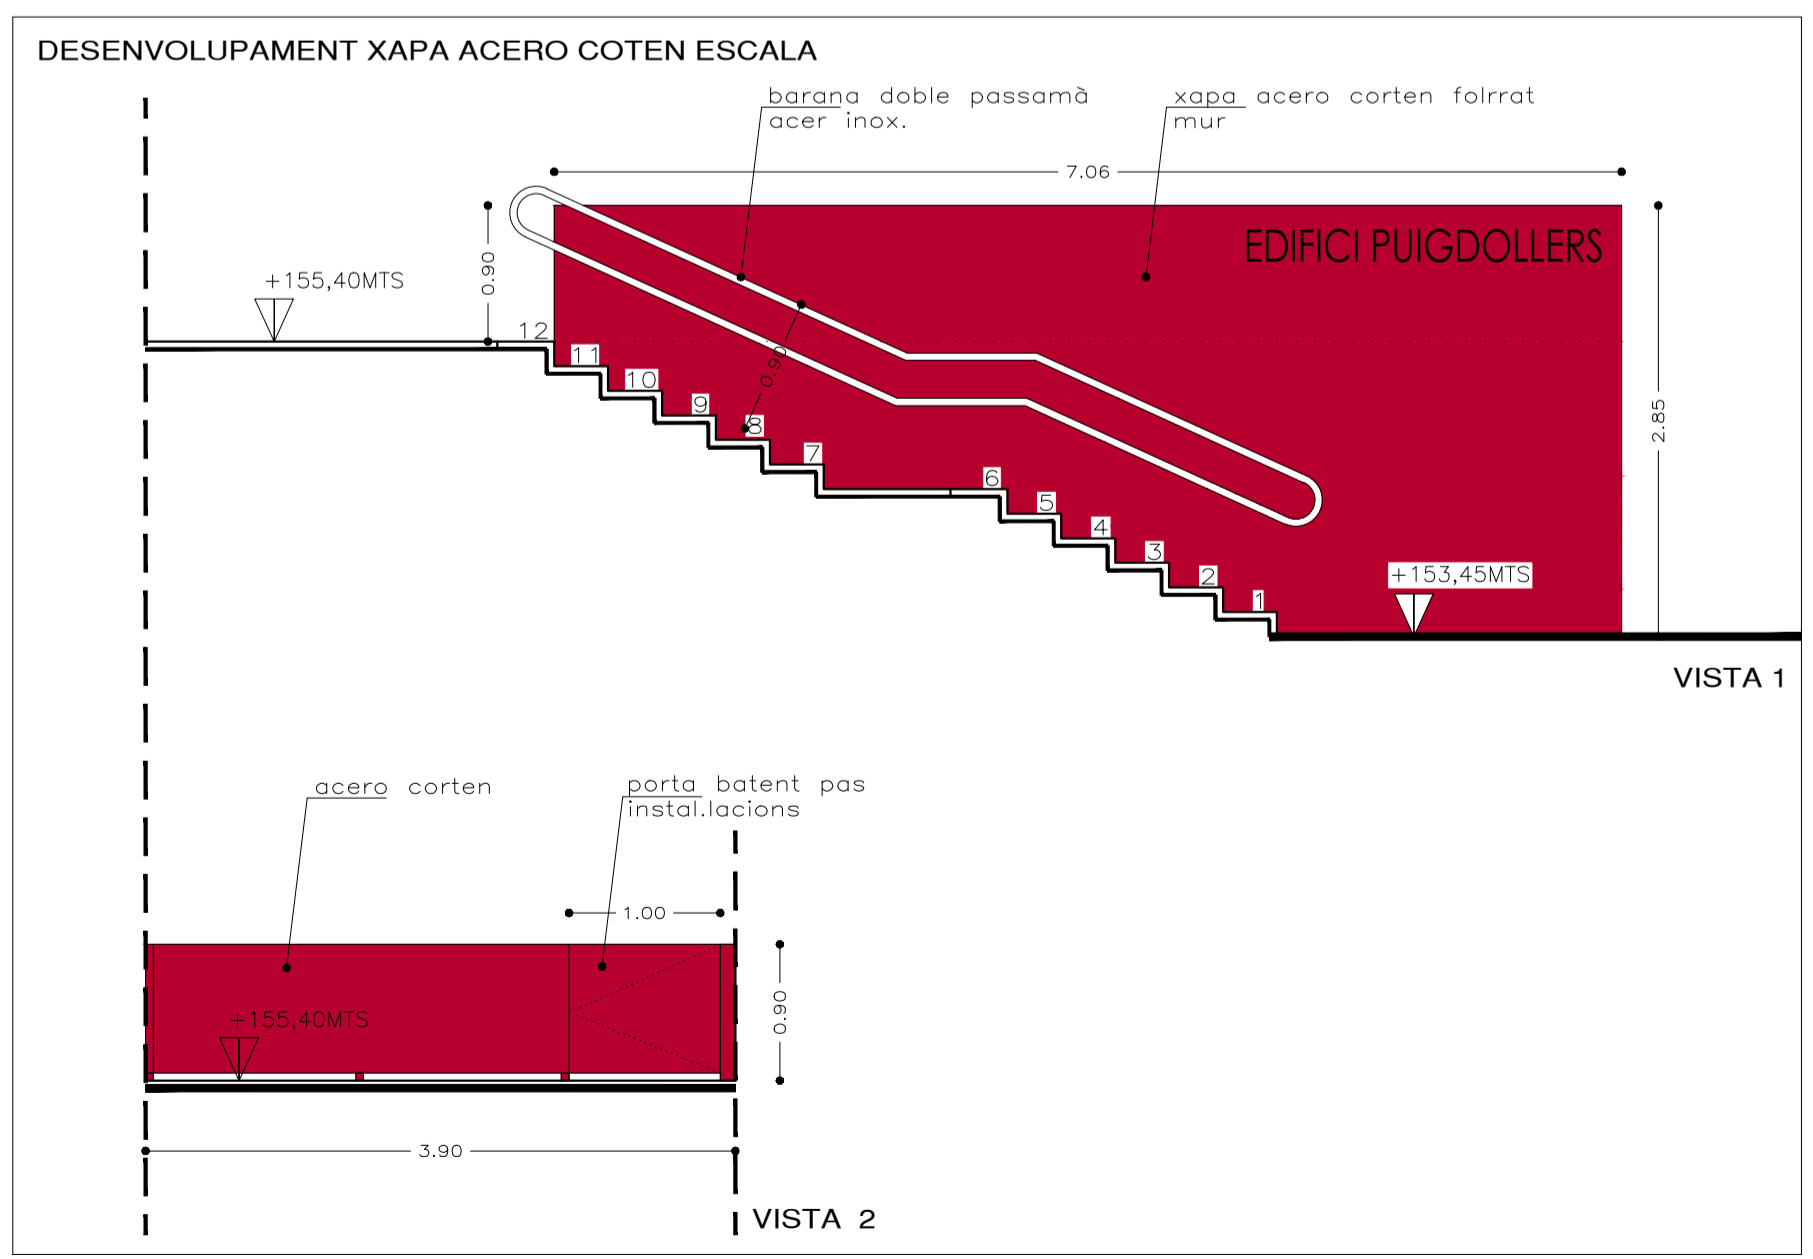 DESENVOLUPAMENT XAPA ACERO COTEN ESCALA
barana doble passamà
acer inox.
xapa acero corten folrrat
mur
7.06
EDIFICI PUIGDOLLERS
0.90
+155,40MTS
12
11
10
9
8
7
6
5
4
3
2
1
0.90
2.85
+153,45MTS
VISTA 1
acero corten
porta batent pas
instal.lacions
1.00
+155,40MTS
0.90
3.90
VISTA 2